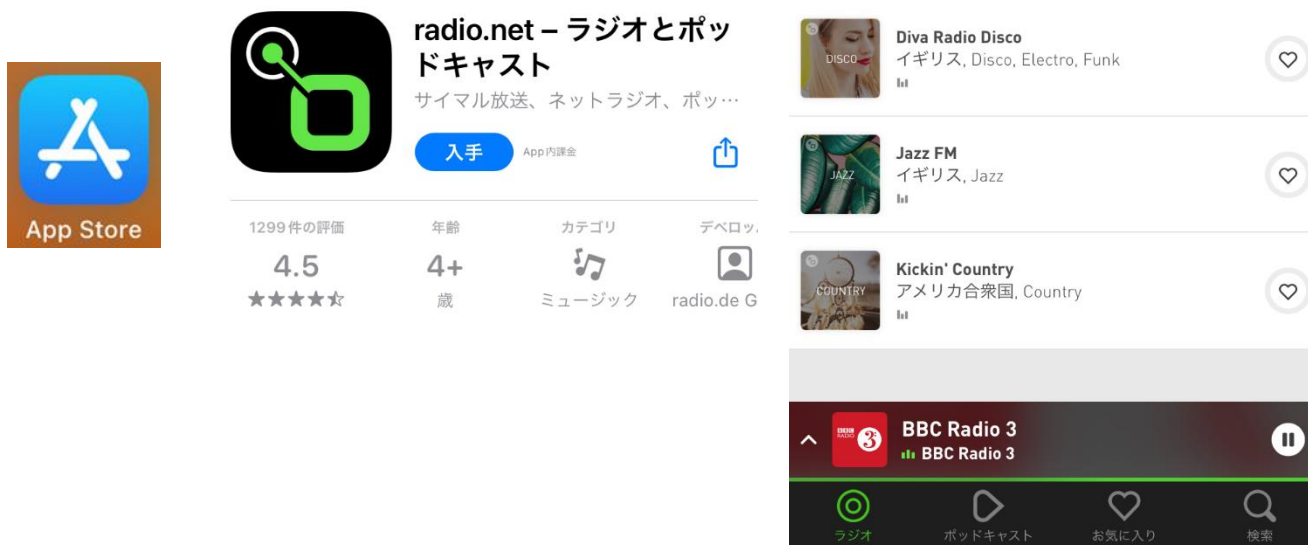 App Store
radio.net – ラジオとポッ
ドキャスト
サイマル放送、ネットラジオ、ポッ…
入手
App内課金
1299件の評価
4.5
年齢
4+
歳
カテゴリ
ミュージック
デベロッ
radio.de G
DISCO
Diva Radio Disco
イギリス, Disco, Electro, Funk
JAZZ
Jazz FM
イギリス, Jazz
COUNTRY
Kickin' Country
アメリカ合衆国, Country
BBC
RADIO
3
BBC Radio 3
BBC Radio 3
ラジオ
ポッドキャスト
お気に入り
検索